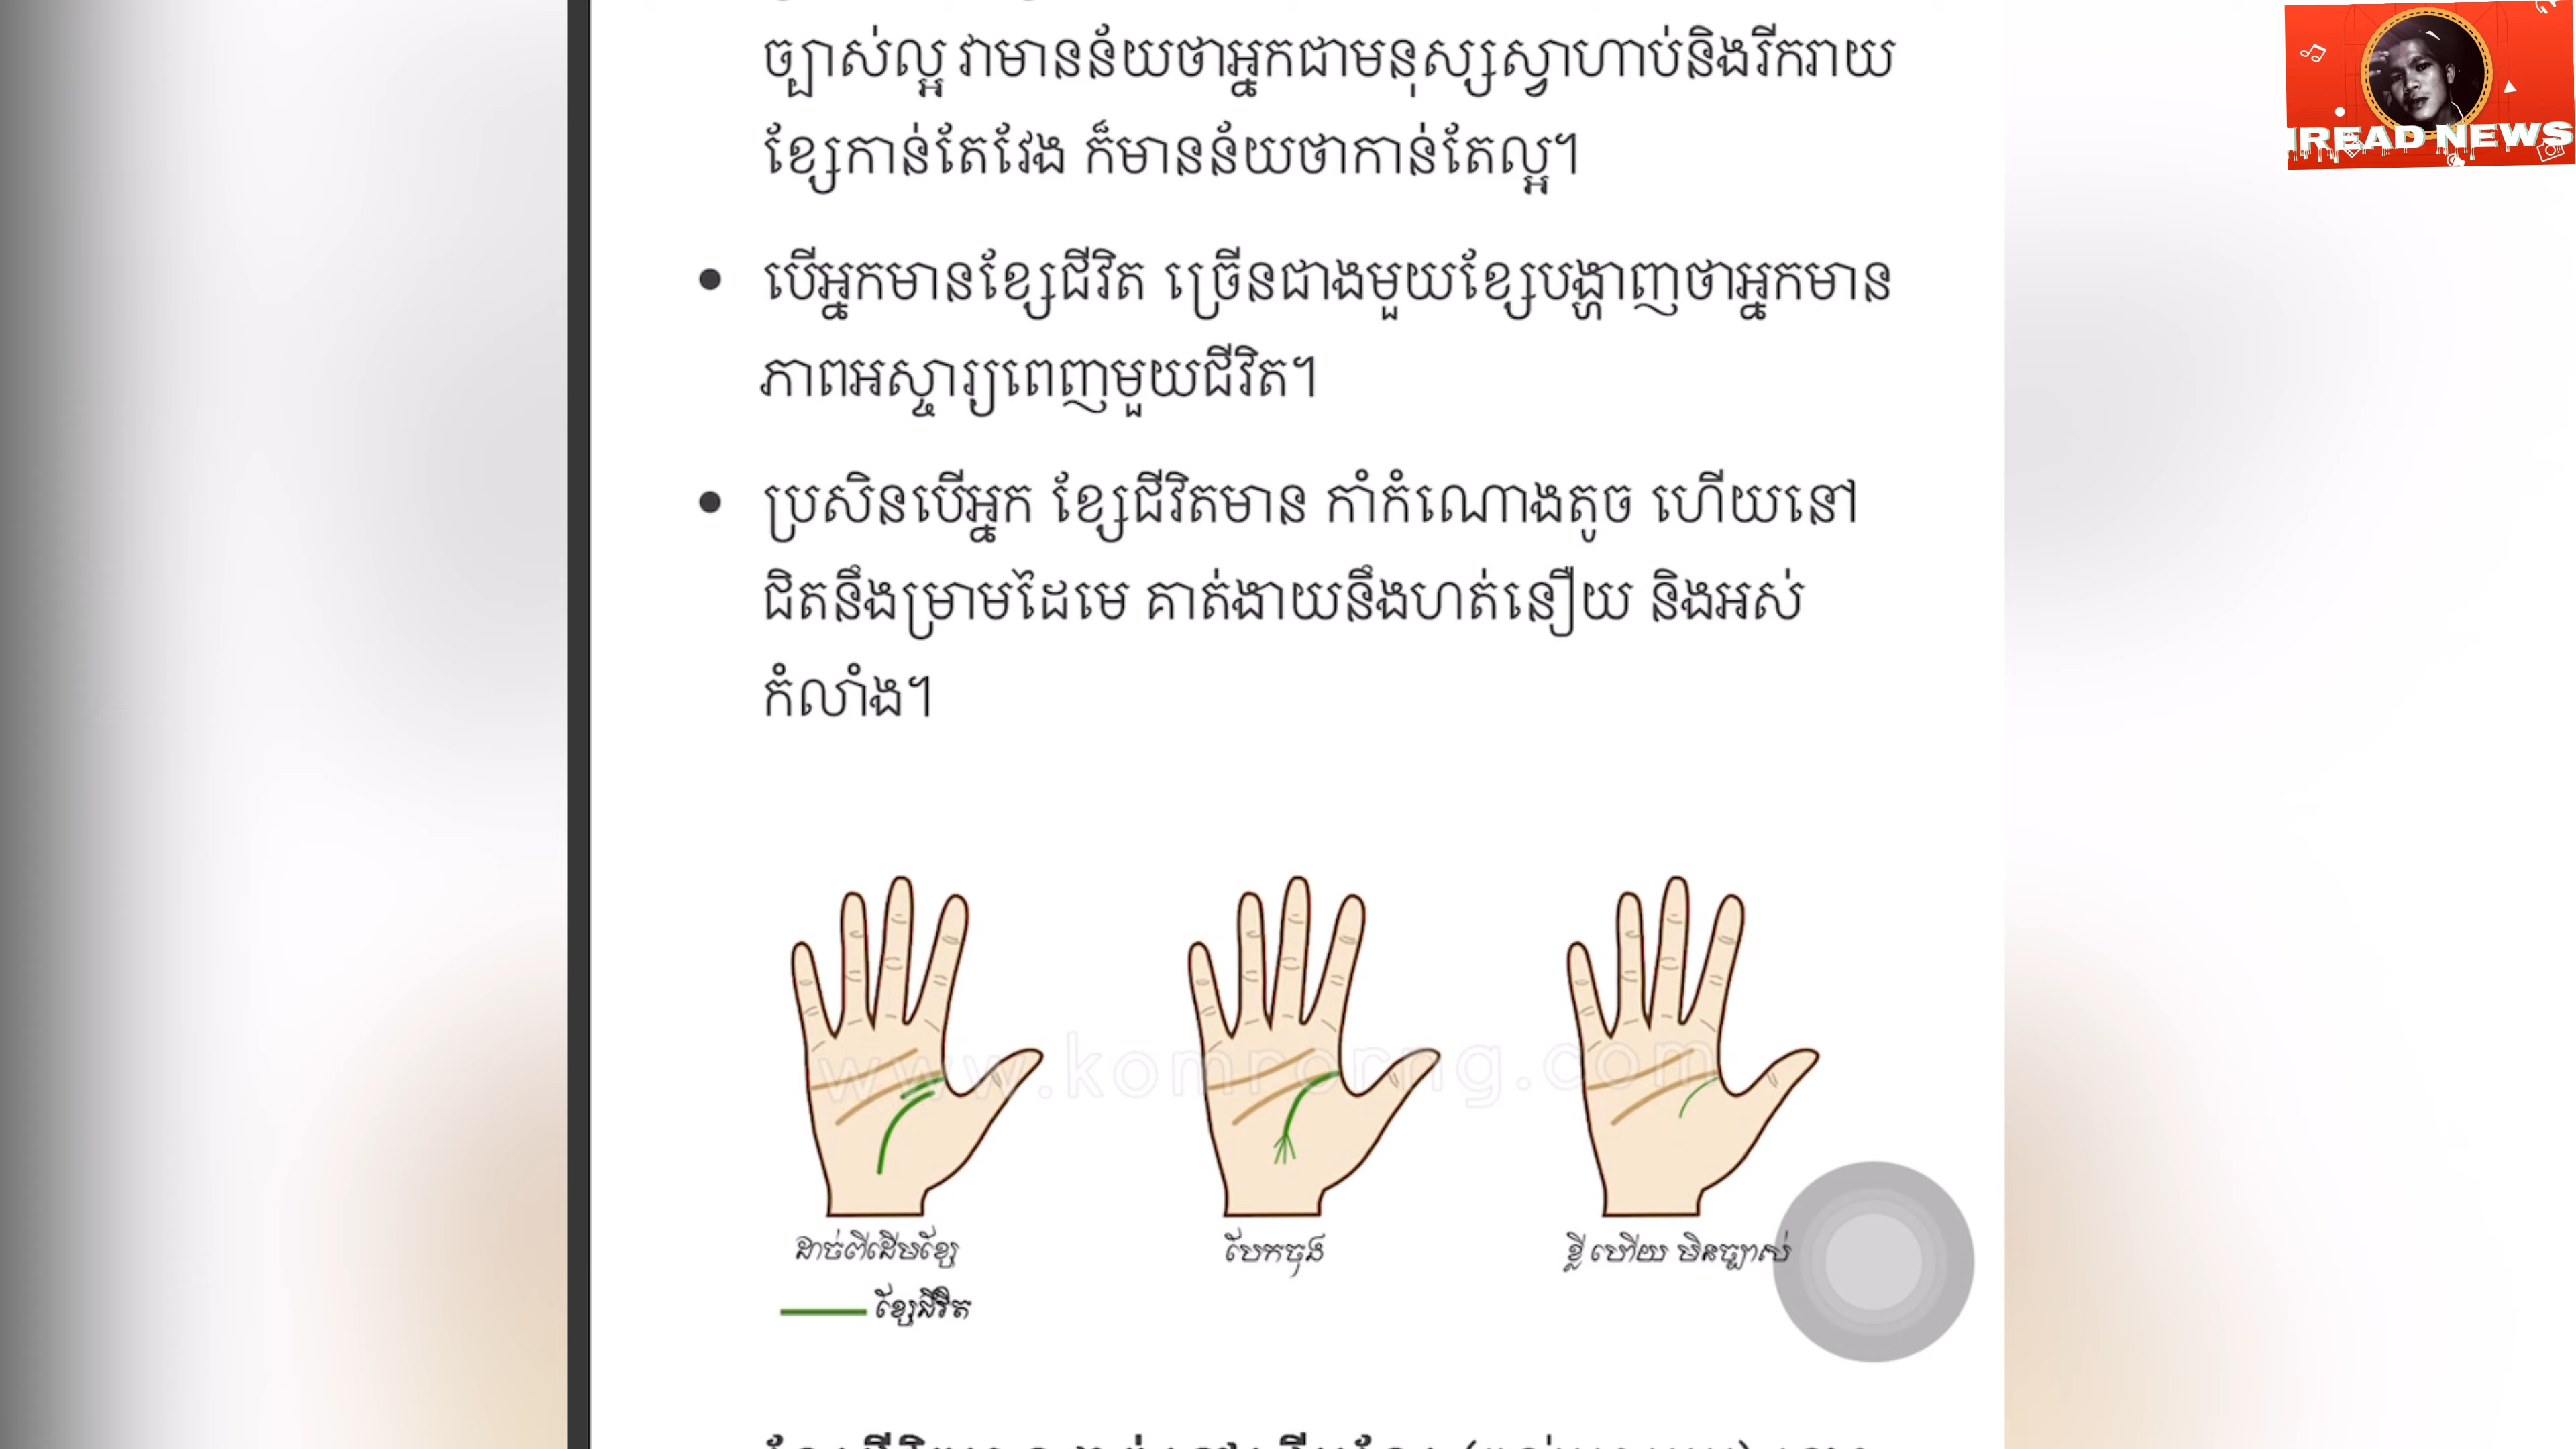 ច្បាស់ល្អ វាមានន័យថាអ្នកជាមនុស្សស្វាហាប់និងរីករាយ
ខ្សែកាន់តែវែង ក៏មានន័យថាកាន់តែល្អ។
IREAD NEWS
• បើអ្នកមានខ្សែជីវិត ច្រើនជាងមួយខ្សែបង្ហាញថាអ្នកមាន
ភាពអស្ចារ្យពេញមួយជីវិត។
• ប្រសិនបើអ្នក ខ្សែជីវិតមាន កាំកំណោងតូច ហើយនៅ
ជិតនឹងម្រាមដៃមេ គាត់ងាយនឹងហត់នឿយ និងអស់
កំលាំង។
www.komrong.com
ដាច់ពីដើមខ្សែ
បែកចុង
ខ្លី ហើយ មិនច្បាស់
ខ្សែជីវិត